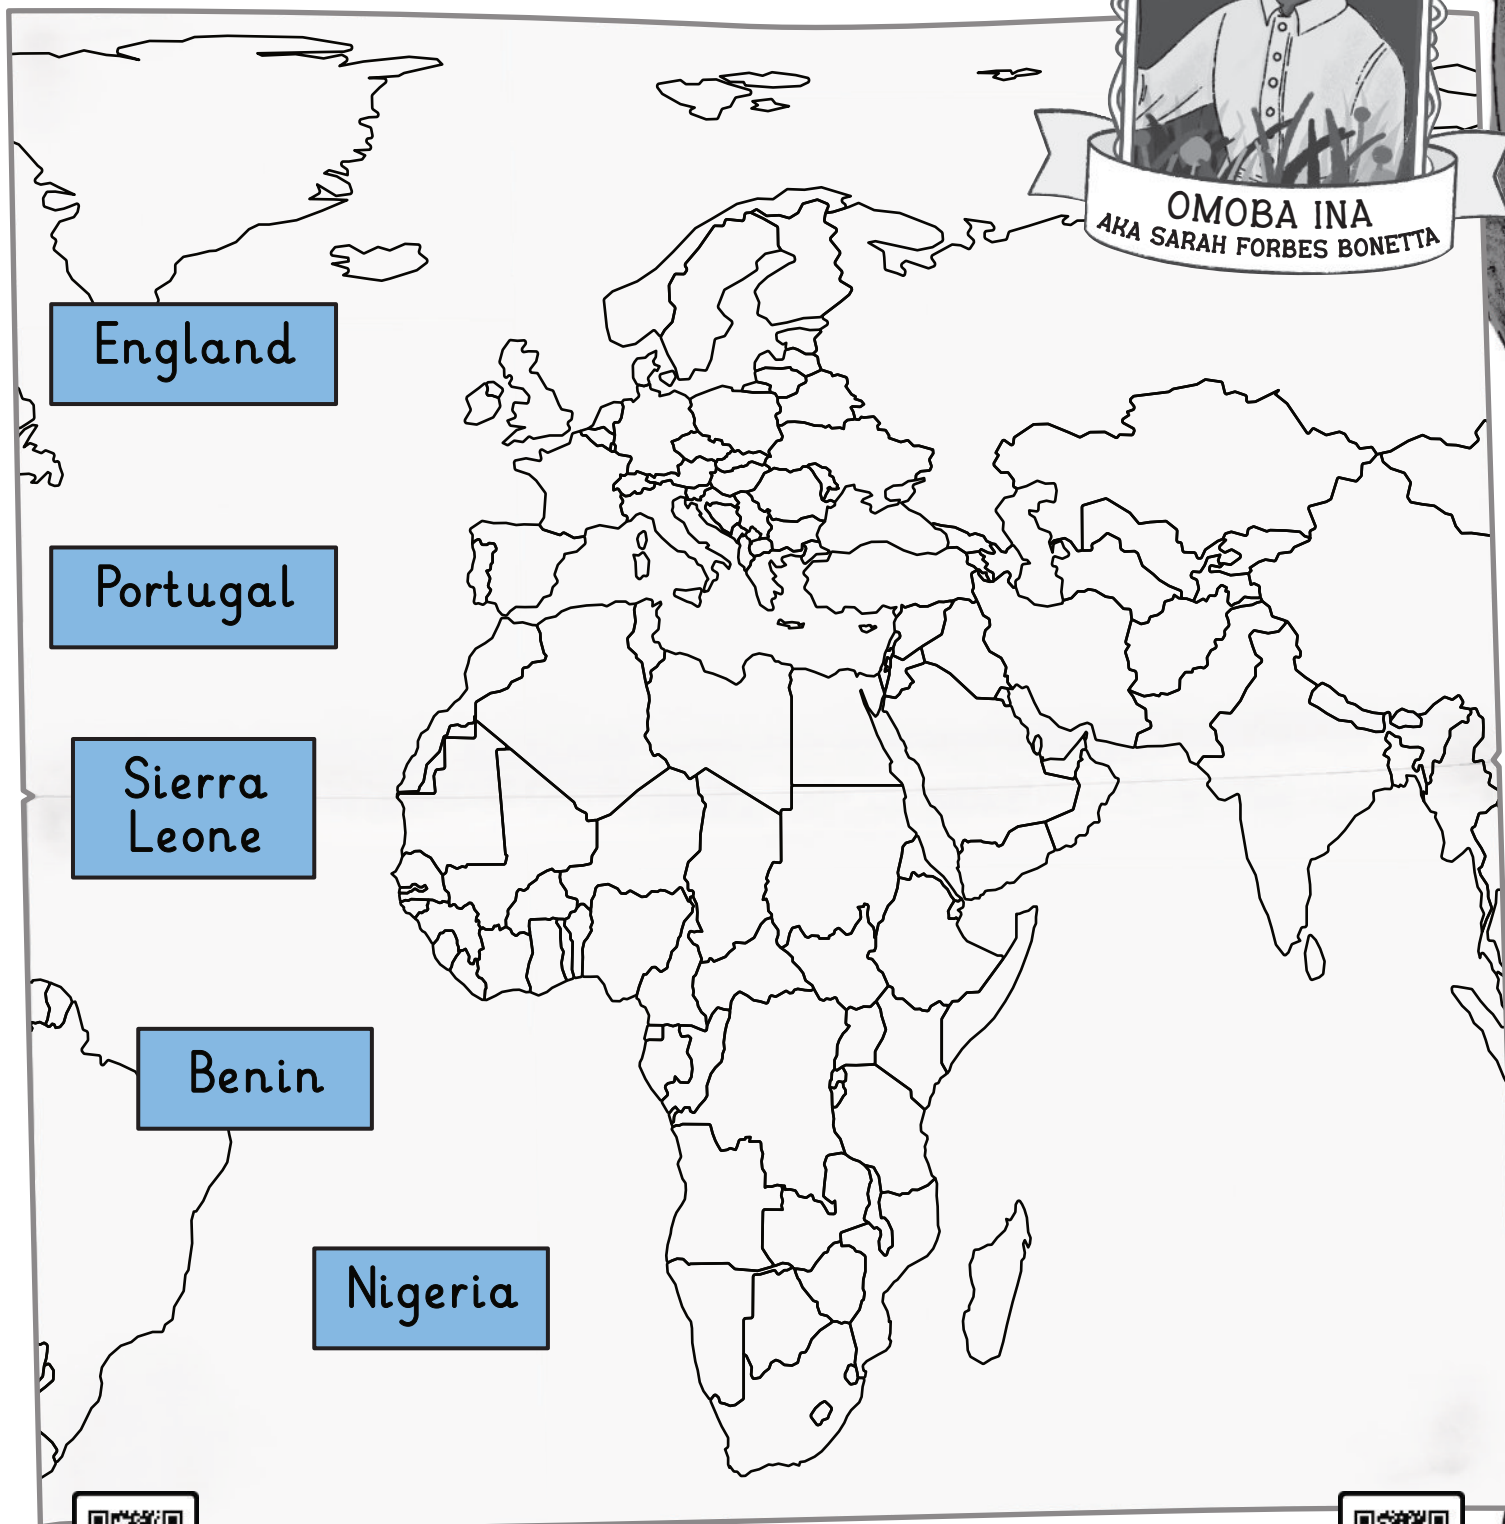 OMOBA INA
AKA SARAH FORBES BONETTA
England
Portugal
Sierra
Leone
Benin
Nigeria